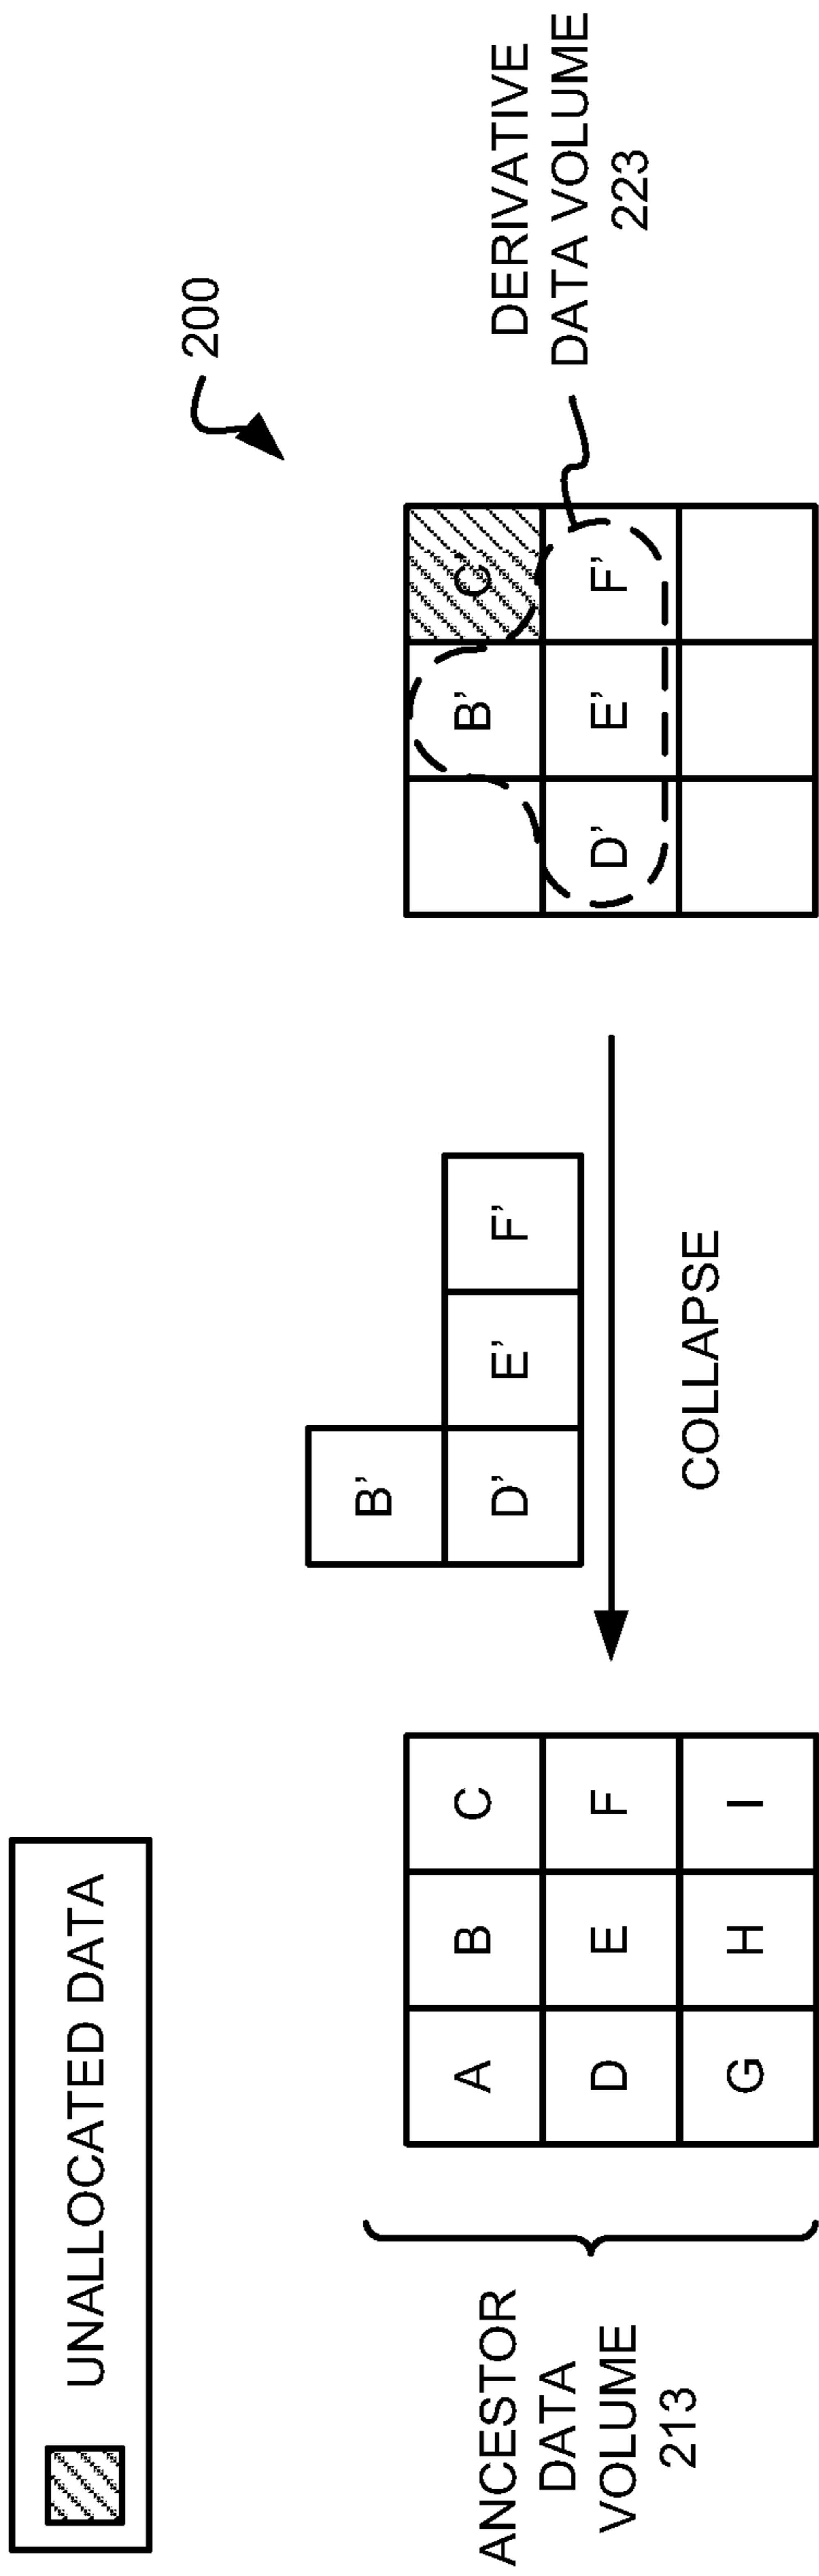 UNALLOCATED DATA
200
B'
D' E' F'
COLLAPSE
ANCESTOR
DATA
VOLUME
213
A B C
D E F
G H I
B' C'
D' E' F'
DERIVATIVE
DATA VOLUME
223